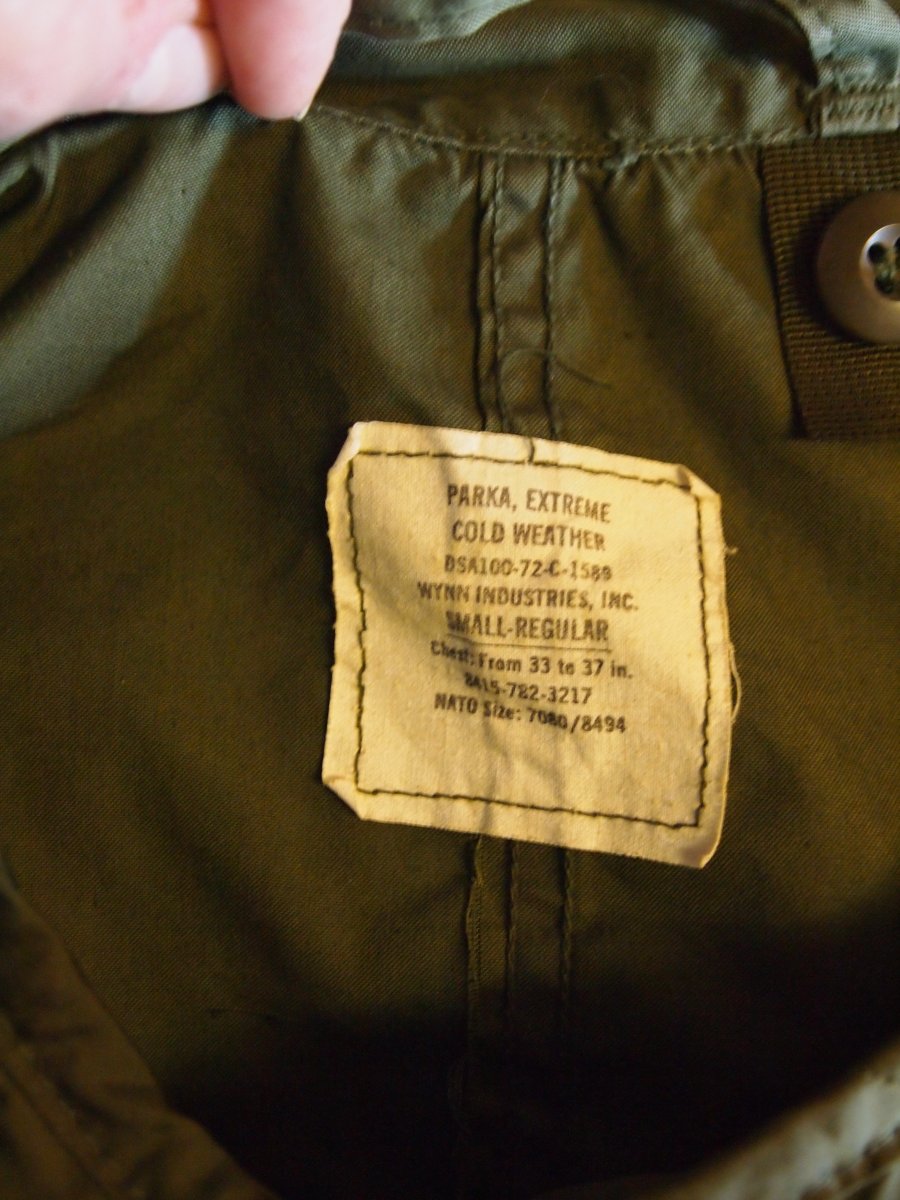 PARKA, EXTREME
COLD WEATHER
DSA100-72-C-1589
WYNN INDUSTRIES, INC.
SMALL-REGULAR
Chest: From 33 to 37 in.
8415-782-3217
NATO Size: 7080/8494